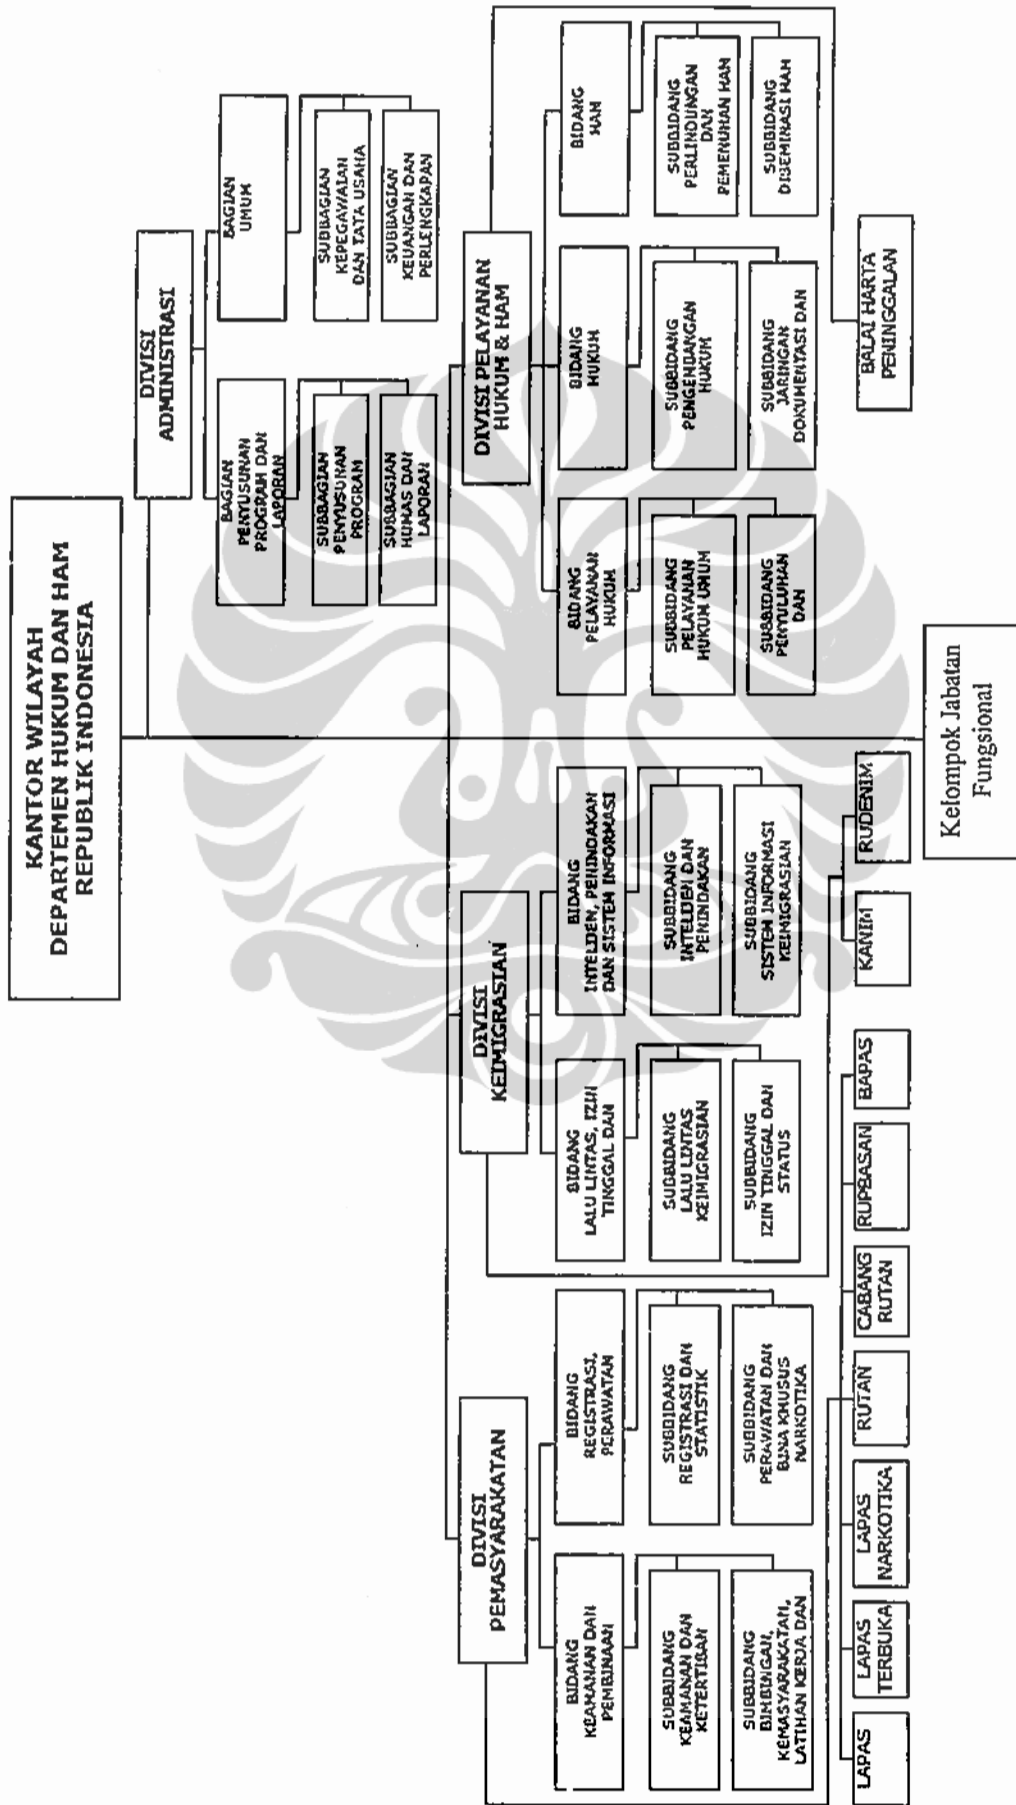 KANTOR WILAYAH
DEPARTEMEN HUKUM DAN HAM
REPUBLIK INDONESIA
DIVISI
ADMINISTRASI
BAGIAN
PENYUSUNAN
PROGRAM DAN
LAPORAN
SUBBAGIAN
PENYUSUNAN
PROGRAM
SUBBAGIAN
HUMAS DAN
LAPORAN
BAGIAN
UMUM
SUBBAGIAN
KEPEGAWAIAN
DAN TATA USAHA
SUBBAGIAN
KEUANGAN DAN
PERLENGKAPAN
DIVISI
PEMASYARAKATAN
BIDANG
KEAMANAN DAN
PEMBINAAN
SUBBIDANG
KEAMANAN DAN
KETERTIBAN
SUBBIDANG
BIMBINGAN,
KEMASYARAKATAN,
LATIHAN KERJA DAN
BIDANG
REGISTRASI,
PERAWATAN
SUBBIDANG
REGISTRASI DAN
STATISTIK
SUBBIDANG
PERAWATAN DAN
BINA KHUSUS
NARKOTIKA
DIVISI
KEIMIGRASIAN
BIDANG
LALU LINTAS, IZIN
TINGGAL DAN
SUBBIDANG
LALU LINTAS
KEIMIGRASIAN
SUBBIDANG
IZIN TINGGAL DAN
STATUS
BIDANG
INTELDEN, PENINDAKAN
DAN SISTEM INFORMASI
SUBBIDANG
INTELDEN DAN
PENINDAKAN
SUBBIDANG
SISTEM INFORMASI
KEIMIGRASIAN
DIVISI PELAYANAN
HUKUM & HAM
BIDANG
PELAYANAN
HUKUM
SUBBIDANG
PELAYANAN
HUKUM UMUM
SUBBIDANG
PENYULUHAN
DAN
BIDANG
HUKUM
SUBBIDANG
PENGEMBANGAN
HUKUM
SUBBIDANG
JARINGAN
DOKUMENTASI DAN
BIDANG
HAM
SUBBIDANG
PERLINDUNGAN
DAN
PEMENUHAN HAM
SUBBIDANG
DISEMINASI HAM
LAPAS
LAPAS
TERBUKA
LAPAS
NARKOTIKA
RUTAN
CABANG
RUTAN
RUPBASAN
BAPAS
KANIM
RUDENIM
BALAI HARTA
PENINGGALAN
Kelompok Jabatan
Fungsional